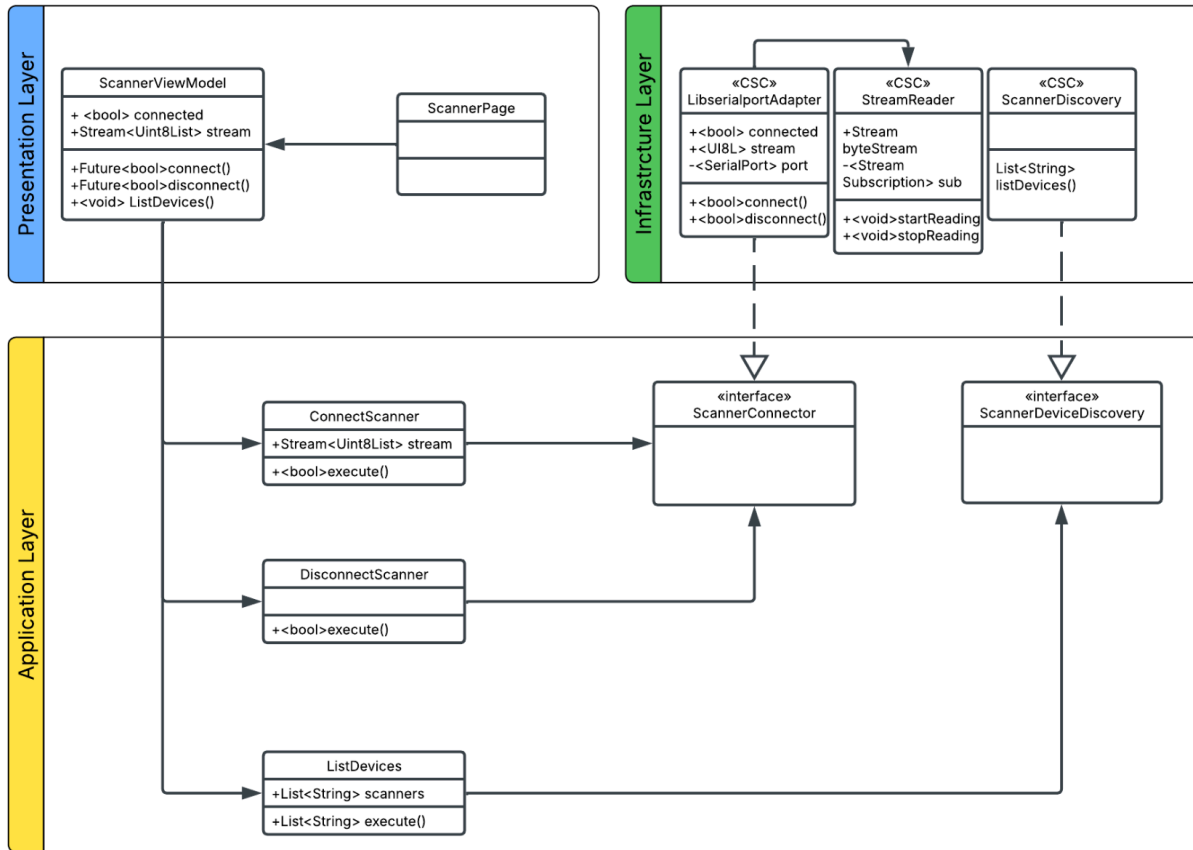 Presentation Layer
ScannerViewModel
+ <bool> connected
+Stream<Uint8List> stream
+Future<bool>connect()
+Future<bool>disconnect()
+<void> ListDevices()
ScannerPage
Infrastrcture Layer
«CSC»
LibserialportAdapter
+<bool> connected
+<UI8L> stream
-<SerialPort> port
+<bool>connect()
+<bool>disconnect()
«CSC»
StreamReader
+Stream
byteStream
-<Stream
Subscription> sub
+<void>startReading
+<void>stopReading
«CSC»
ScannerDiscovery
List<String>
listDevices()
Application Layer
ConnectScanner
+Stream<Uint8List> stream
+<bool>execute()
«interface»
ScannerConnector
«interface»
ScannerDeviceDiscovery
DisconnectScanner
+<bool>execute()
ListDevices
+List<String> scanners
+List<String> execute()